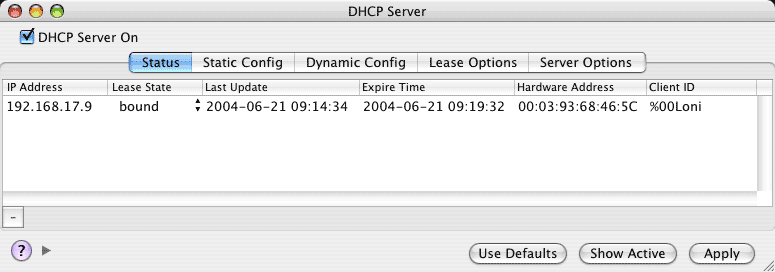 DHCP Server
DHCP Server On
Status Static Config Dynamic Config Lease Options Server Options
IP Address Lease State Last Update Expire Time Hardware Address Client ID
192.168.17.9 bound 2004-06-21 09:14:34 2004-06-21 09:19:32 00:03:93:68:46:5C %00Loni
-
?
Use Defaults Show Active Apply